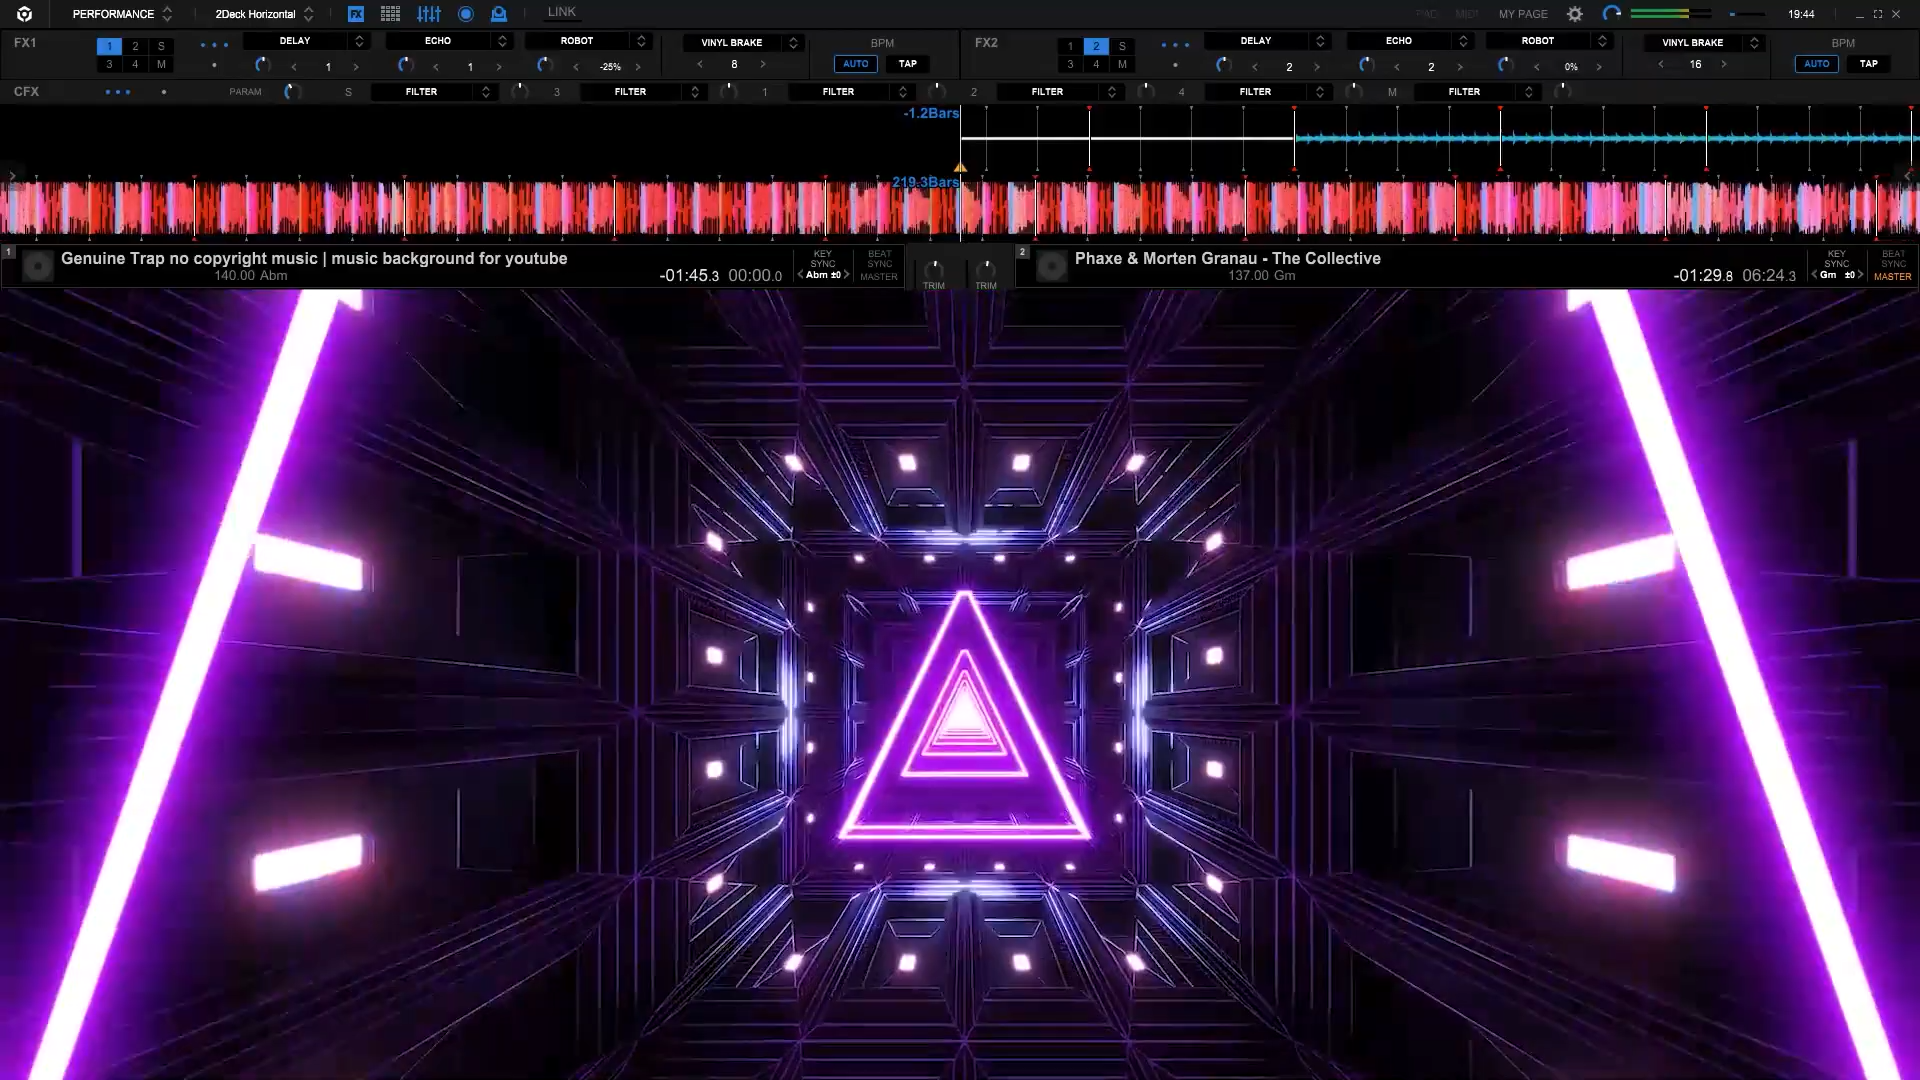 PERFORMANCE 2Deck Horizontal FX LINK PAD MIDI MY PAGE 19:44
FX1 1 2 S DELAY ECHO ROBOT VINYL BRAKE BPM FX2 1 2 S DELAY ECHO ROBOT VINYL BRAKE BPM
3 4 M 1 1 -25% 8 AUTO TAP 3 4 M 2 2 0% 16 AUTO TAP
CFX PARAM S FILTER 3 FILTER 1 FILTER 2 FILTER 4 FILTER M FILTER
-1.2Bars
219.3Bars
1 Genuine Trap no copyright music | music background for youtube
140.00 Abm
-01:45.3 00:00.0
KEY SYNC
Abm ±0
BEAT SYNC
MASTER
TRIM TRIM
2 Phaxe & Morten Granau - The Collective
137.00 Gm
-01:29.8 06:24.3
KEY SYNC
Gm ±0
BEAT SYNC
MASTER